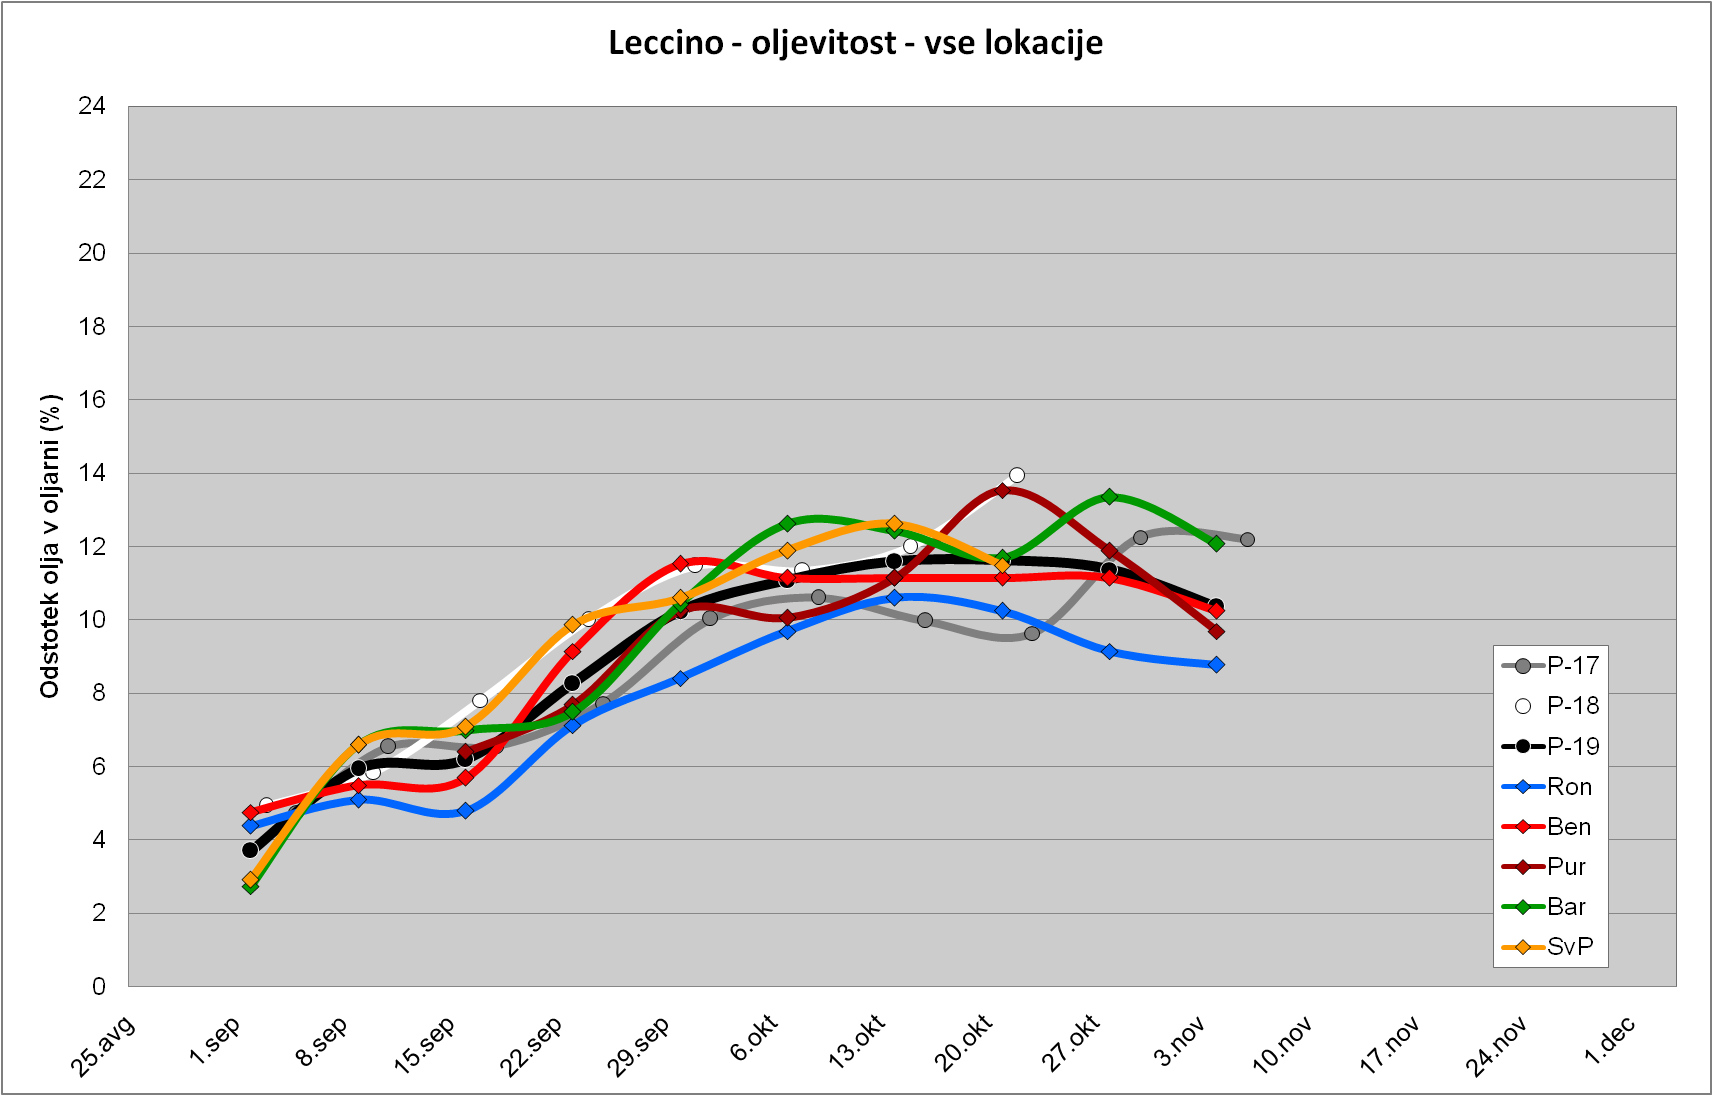 Leccino - oljevitost - vse lokacije
Odstotek olja v oljarni (%)
24
22
20
18
16
14
12
10
8
6
4
2
0
25.avg
1.sep
8.sep
15.sep
22.sep
29.sep
6.okt
13.okt
20.okt
27.okt
3.nov
10.nov
17.nov
24.nov
1.dec
P-17
P-18
P-19
Ron
Ben
Pur
Bar
SvP